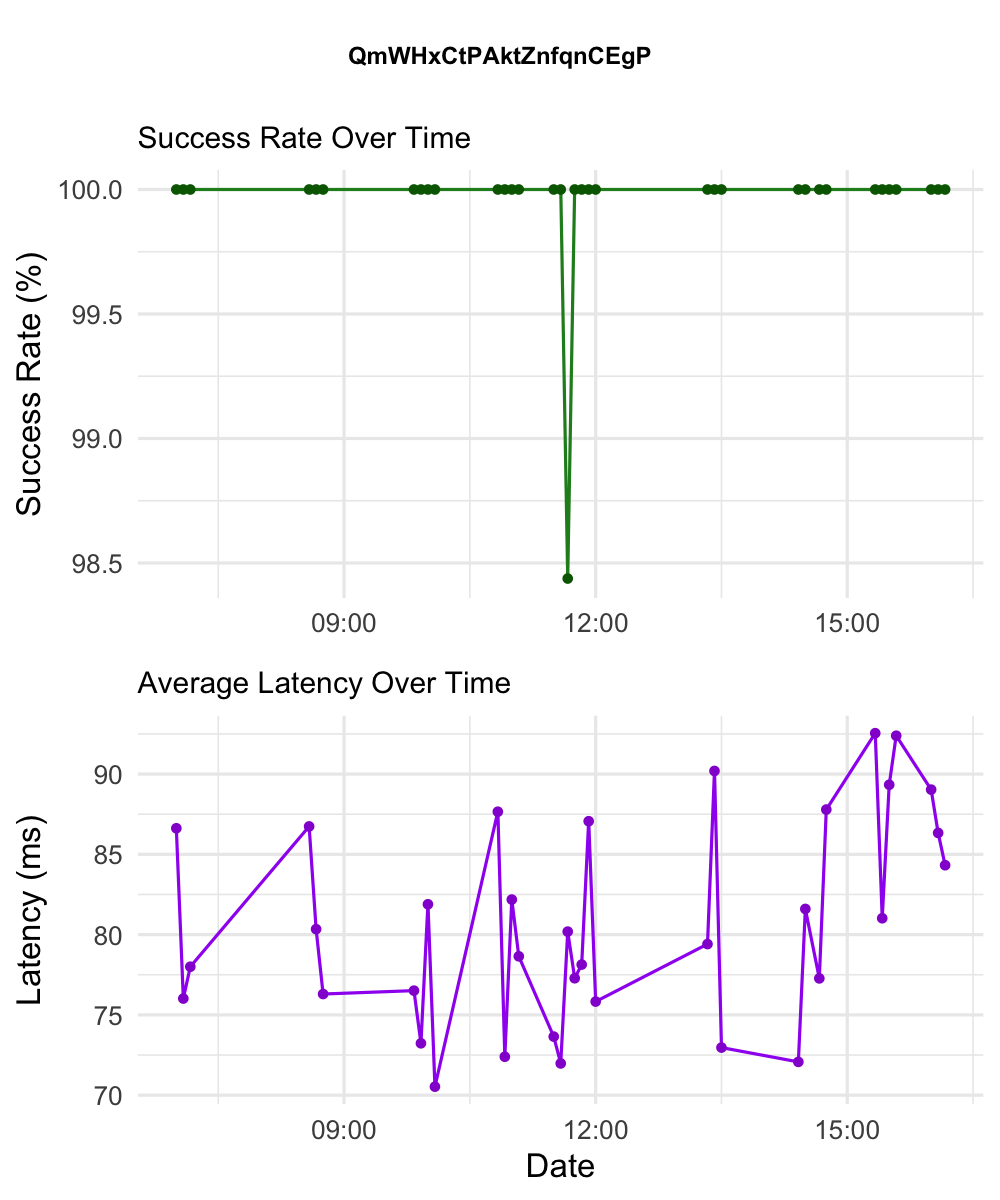 QmWHxCtPAktZnfqnCEgP
Success Rate Over Time
Success Rate (%)
100.0
99.5
99.0
98.5
09:00 12:00 15:00
Average Latency Over Time
Latency (ms)
90
85
80
75
70
09:00 12:00 15:00
Date